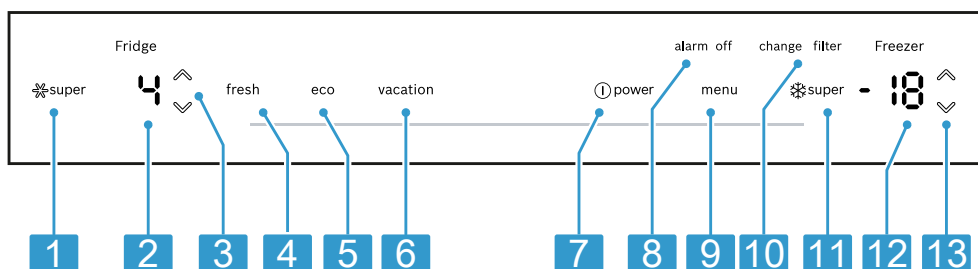 Fridge alarm off change filter Freezer
super 4 fresh eco vacation power menu super -18
1 2 3 4 5 6 7 8 9 10 11 12 13